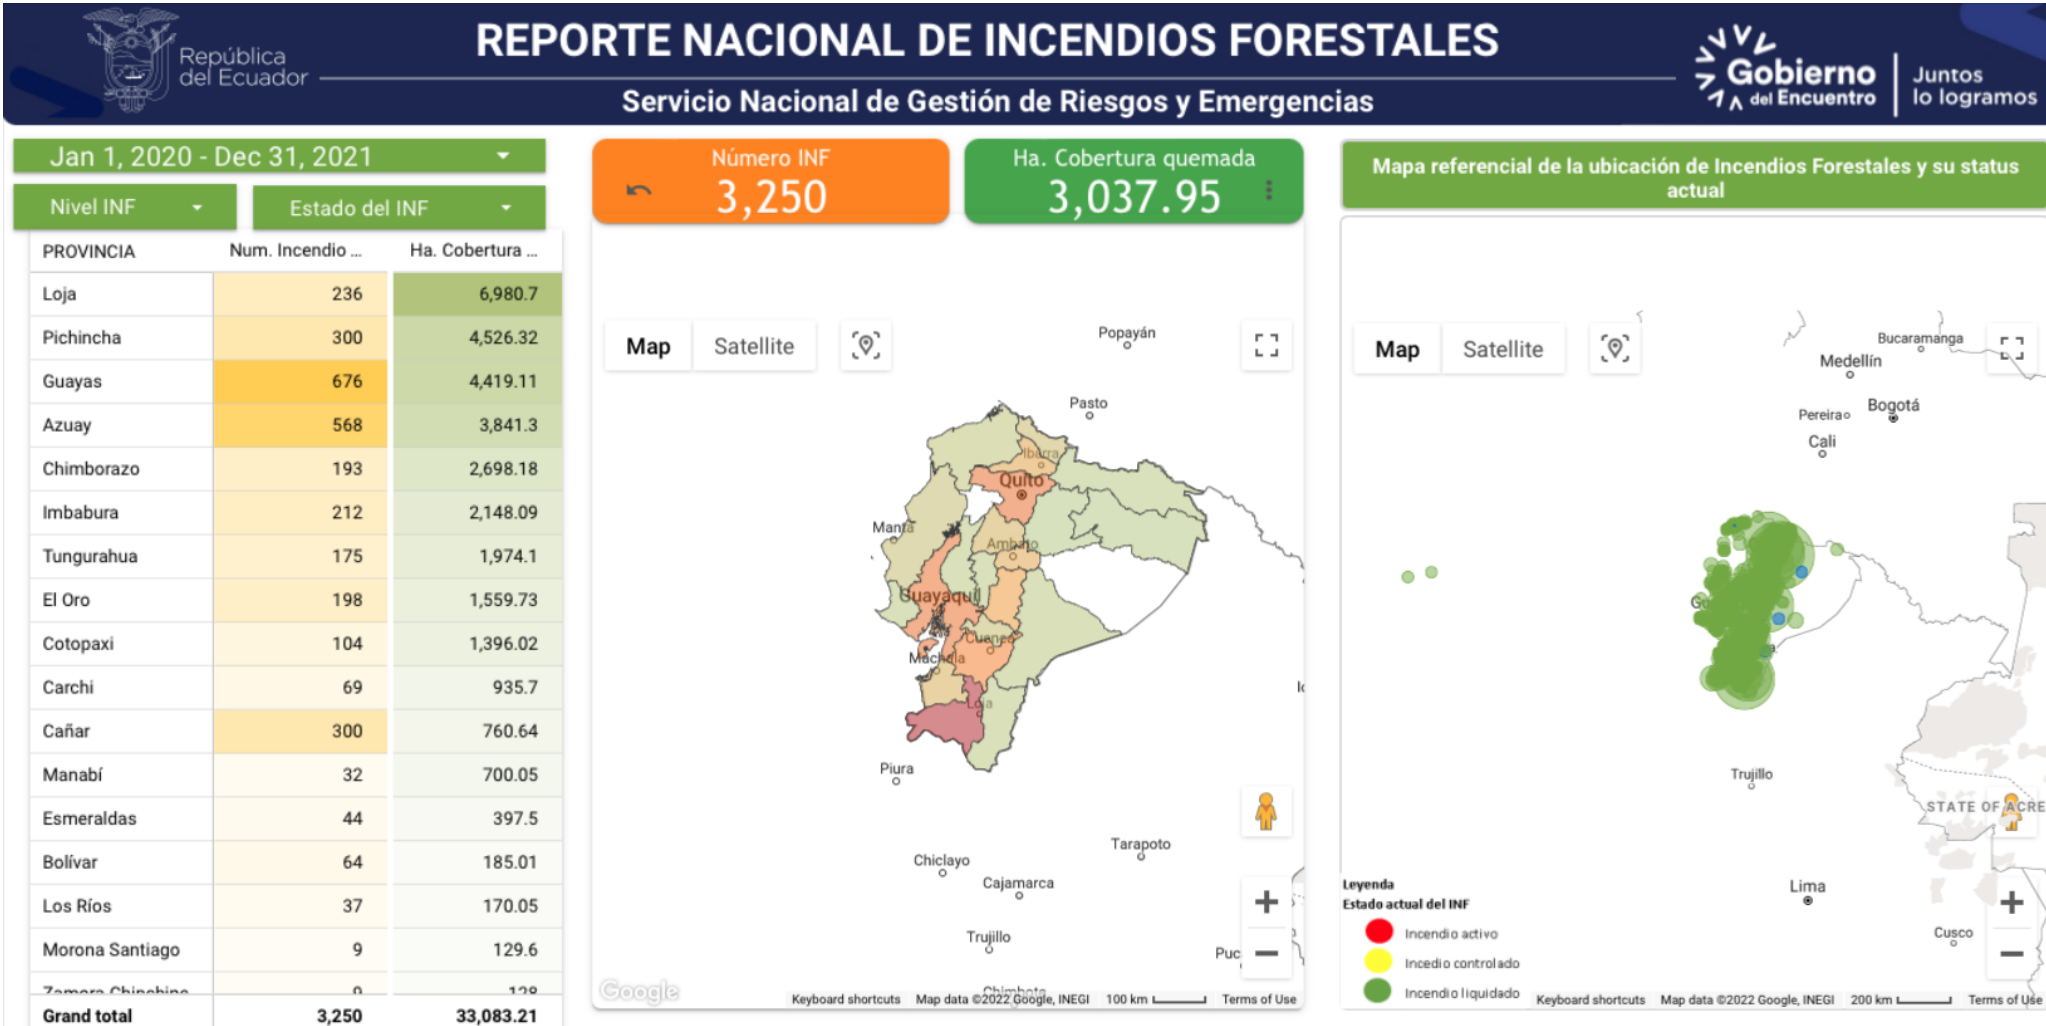 República
del Ecuador
REPORTE NACIONAL DE INCENDIOS FORESTALES
Servicio Nacional de Gestión de Riesgos y Emergencias
Gobierno
del Encuentro
Juntos
lo logramos
Jan 1, 2020 - Dec 31, 2021
Nivel INF
Estado del INF
PROVINCIA Num. Incendio ... Ha. Cobertura ...
Loja 236 6,980.7
Pichincha 300 4,526.32
Guayas 676 4,419.11
Azuay 568 3,841.3
Chimborazo 193 2,698.18
Imbabura 212 2,148.09
Tungurahua 175 1,974.1
El Oro 198 1,559.73
Cotopaxi 104 1,396.02
Carchi 69 935.7
Cañar 300 760.64
Manabí 32 700.05
Esmeraldas 44 397.5
Bolívar 64 185.01
Los Ríos 37 170.05
Morona Santiago 9 129.6
Zamora Chinchipe 9 128
Grand total 3,250 33,083.21
Número INF
3,250
Ha. Cobertura quemada
3,037.95
Map Satellite
Popayán
Pasto
Ibarra
Quito
Manta
Ambato
Guayaquil
Cuenca
Machala
Loja
Piura
Tarapoto
Chiclayo
Cajamarca
Trujillo
Puc
Chimbote
Google
Keyboard shortcuts Map data ©2022 Google, INEGI 100 km Terms of Use
Mapa referencial de la ubicación de Incendios Forestales y su status
actual
Map Satellite
Bucaramanga
Medellín
Pereira
Bogotá
Cali
Trujillo
STATE OF ACRE
Lima
Cusco
Leyenda
Estado actual del INF
Incendio activo
Incedio controlado
Incendio liquidado
Keyboard shortcuts Map data ©2022 Google, INEGI 200 km Terms of Use